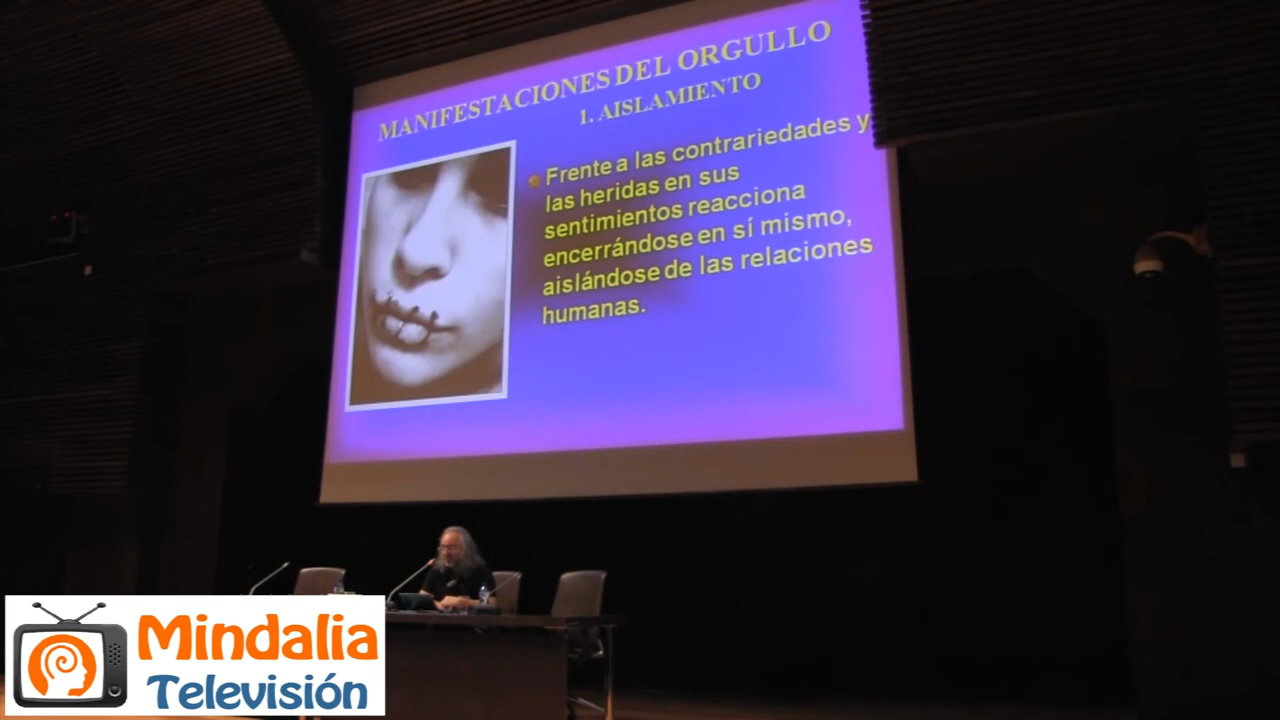 MANIFESTACIONES DEL ORGULLO
1. AISLAMIENTO
Frente a las contrariedades y
las heridas en sus
sentimientos reacciona
encerrándose en sí mismo,
aislándose de las relaciones
humanas.
Mindalia
Televisión